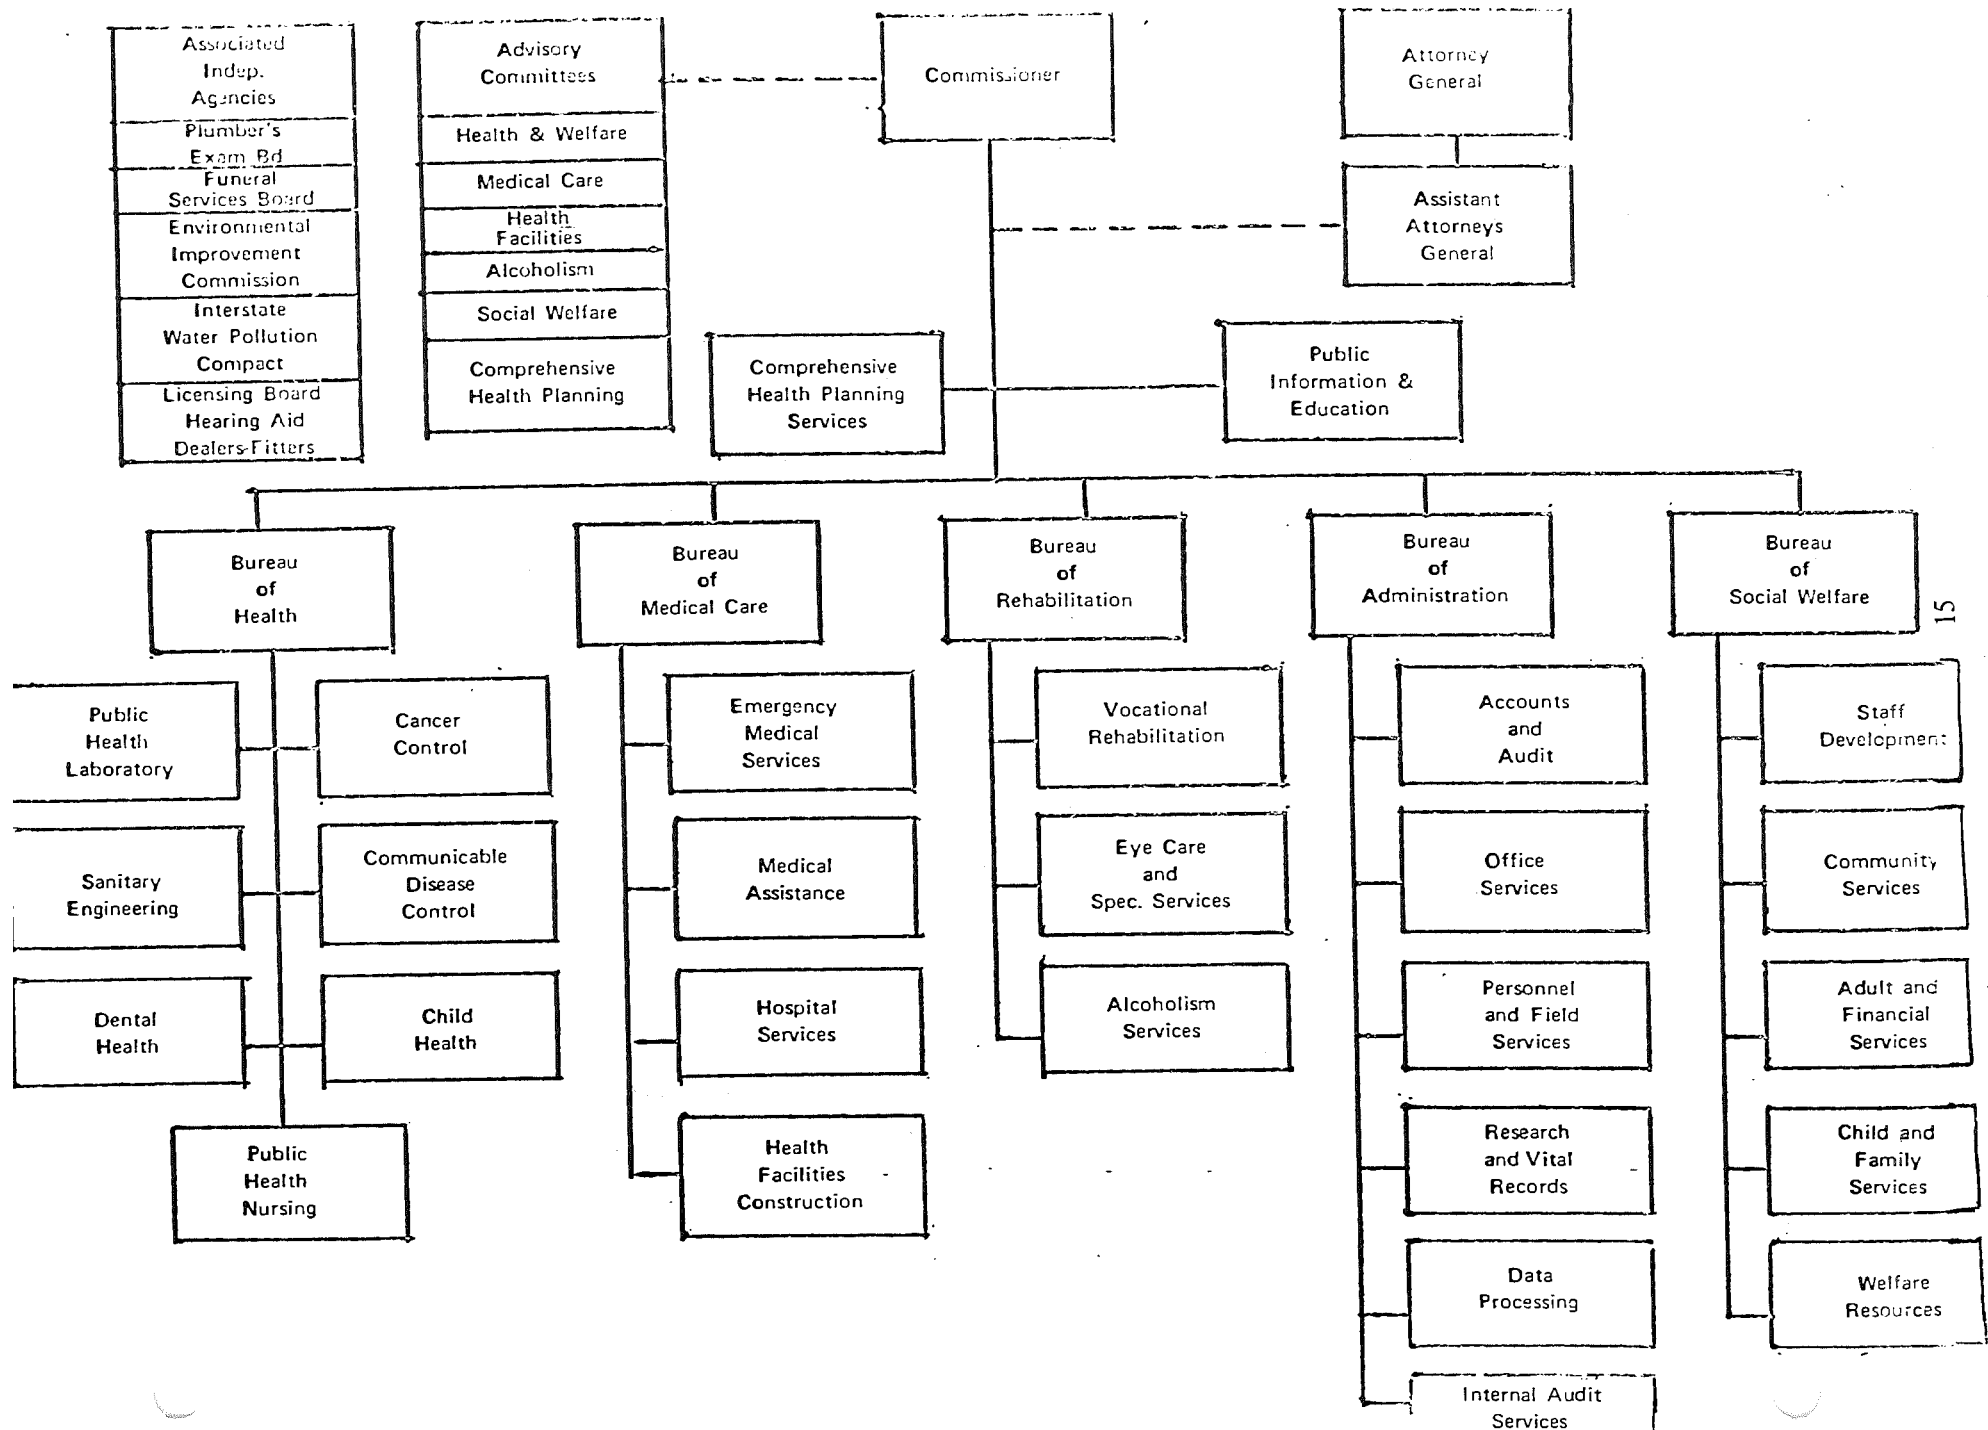 Associated
Indep.
Agencies
Plumber's
Exam Bd
Funeral
Services Board
Environmental
Improvement
Commission
Interstate
Water Pollution
Compact
Licensing Board
Hearing Aid
Dealers-Fitters
Advisory
Committees
Health & Welfare
Medical Care
Health
Facilities
Alcoholism
Social Welfare
Comprehensive
Health Planning
Commissioner
Attorney
General
Assistant
Attorneys
General
Comprehensive
Health Planning
Services
Public
Information &
Education
Bureau
of
Health
Bureau
of
Medical Care
Bureau
of
Rehabilitation
Bureau
of
Administration
Bureau
of
Social Welfare
15
Public
Health
Laboratory
Cancer
Control
Sanitary
Engineering
Communicable
Disease
Control
Dental
Health
Child
Health
Public
Health
Nursing
Emergency
Medical
Services
Medical
Assistance
Hospital
Services
Health
Facilities
Construction
Vocational
Rehabilitation
Eye Care
and
Spec. Services
Alcoholism
Services
Accounts
and
Audit
Office
Services
Personnel
and Field
Services
Research
and Vital
Records
Data
Processing
Internal Audit
Services
Staff
Development
Community
Services
Adult and
Financial
Services
Child and
Family
Services
Welfare
Resources